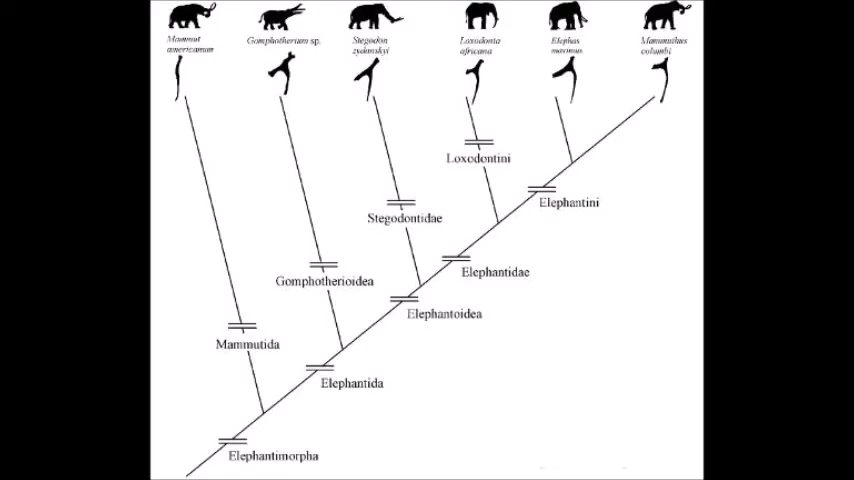 Mammut
americanum
Gomphotherium sp.
Stegodon
zydanskyi
Loxodonta
africana
Elephas
maximus
Mammuthus
columbi
Loxodontini
Elephantini
Stegodontidae
Elephantidae
Gomphotherioidea
Elephantoidea
Mammutida
Elephantida
Elephantimorpha